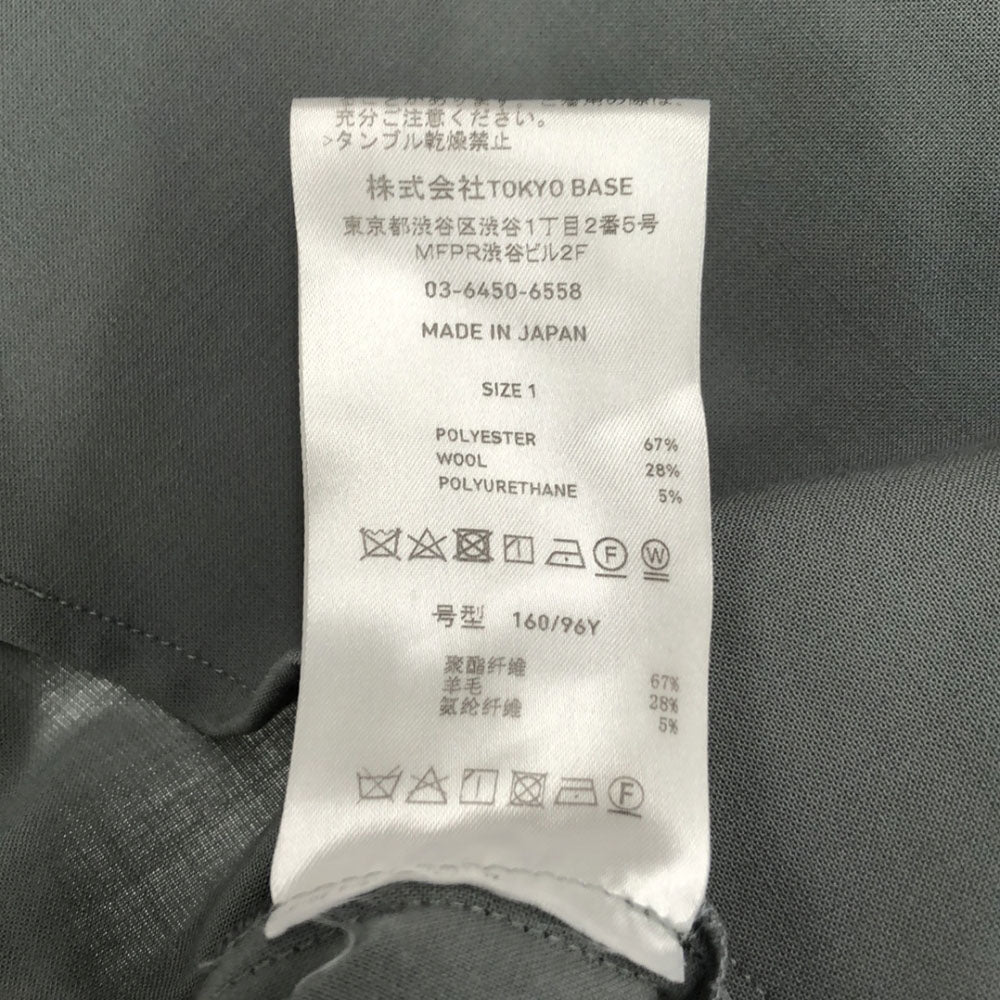 充分ご注意ください。
>タンブル乾燥禁止
株式会社TOKYO BASE
東京都渋谷区渋谷1丁目2番5号
MFPR渋谷ビル2F
03-6450-6558
MADE IN JAPAN
SIZE 1
POLYESTER 67%
WOOL 28%
POLYURETHANE 5%
F W
号型 160/96Y
聚酯纤维 67%
羊毛 28%
氨纶纤维 5%
F